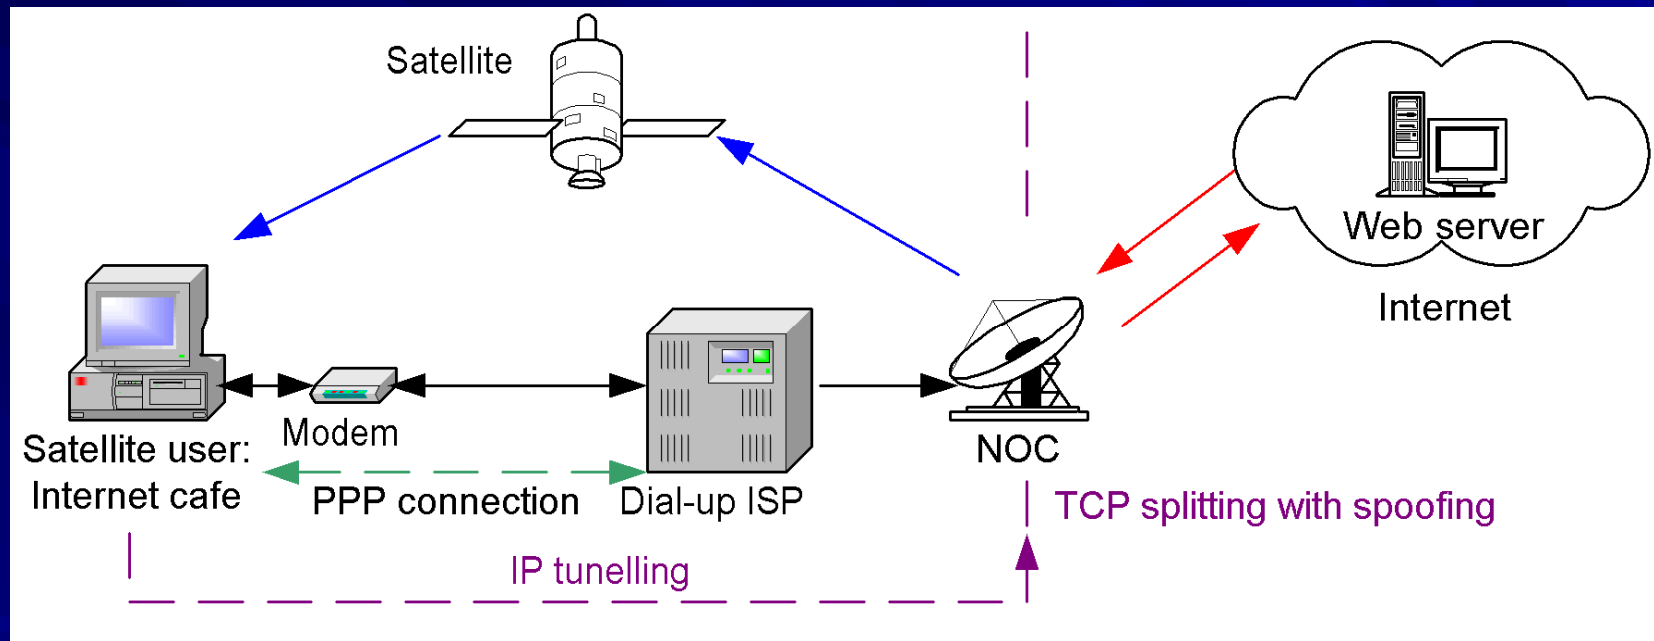 Satellite
Web server
Internet
Modem
Satellite user:
Internet cafe
PPP connection
Dial-up ISP
NOC
TCP splitting with spoofing
IP tunelling